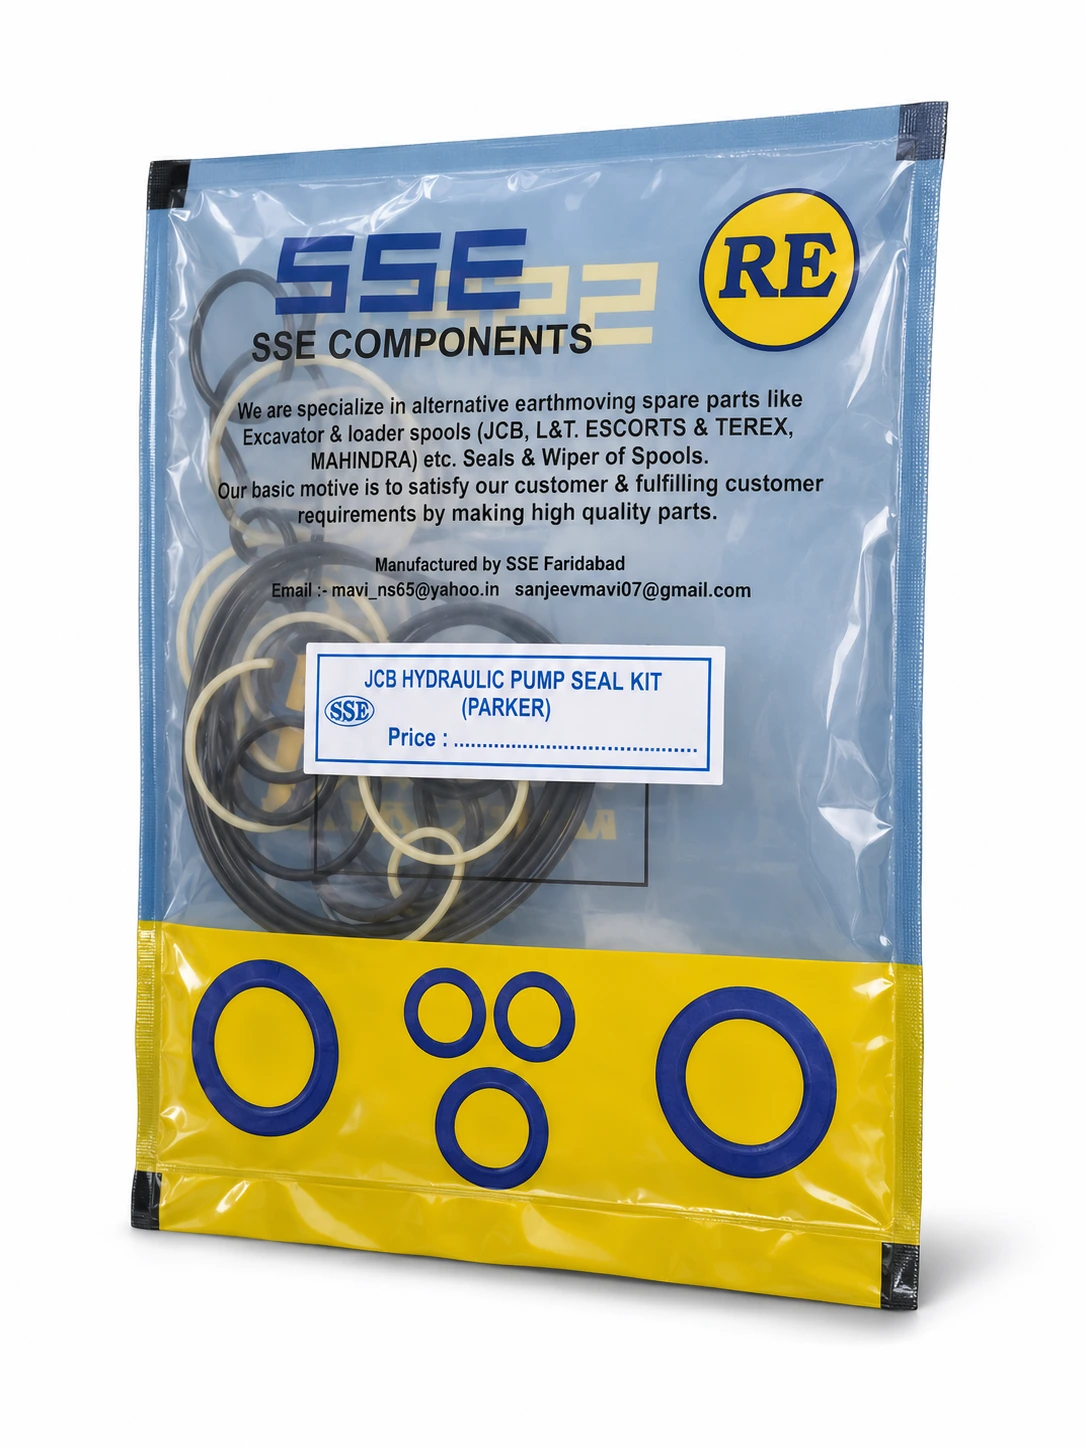 SSE
RE
SSE COMPONENTS
We are specialize in alternative earthmoving spare parts like
Excavator & loader spools (JCB, L&T. ESCORTS & TEREX,
MAHINDRA) etc. Seals & Wiper of Spools.
Our basic motive is to satisfy our customer & fulfilling customer
requirements by making high quality parts.
Manufactured by SSE Faridabad
Email :- mavi_ns65@yahoo.in sanjeevmavi07@gmail.com
JCB HYDRAULIC PUMP SEAL KIT
SSE
(PARKER)
Price : ............................................